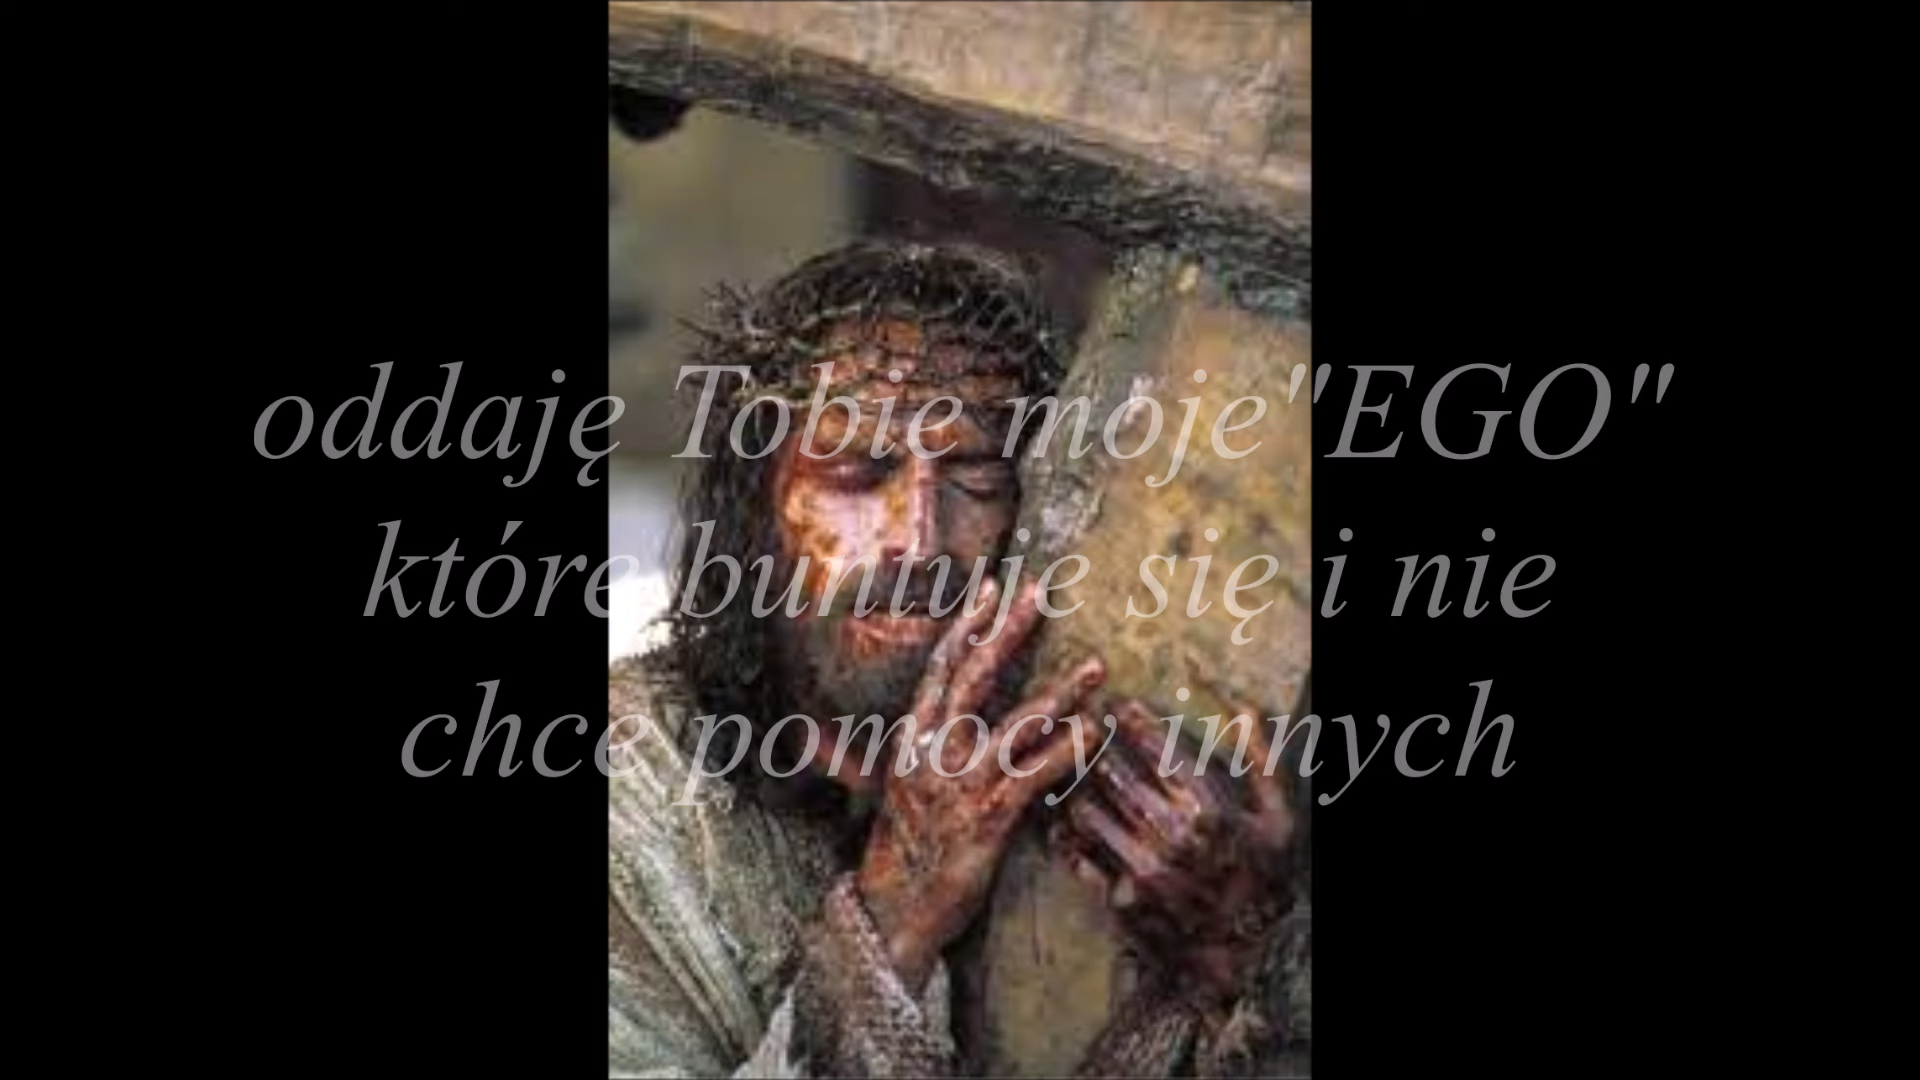 oddaję Tobie moje"EGO"
które buntuje się i nie
chce pomocy innych